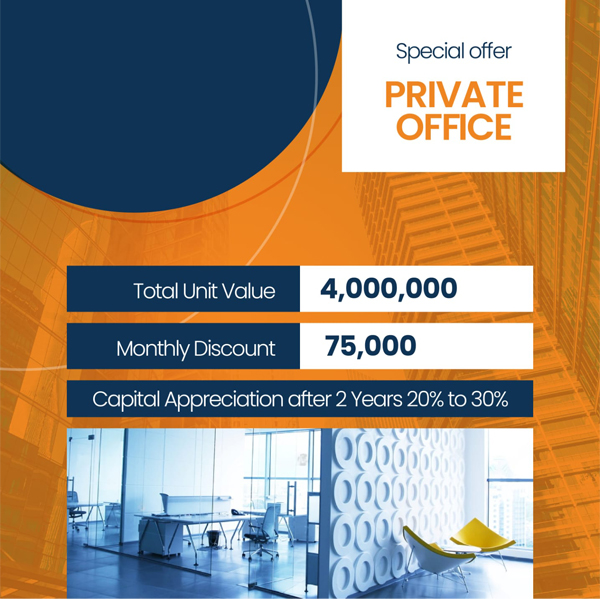 Special offer
PRIVATE
OFFICE
Total Unit Value 4,000,000
Monthly Discount 75,000
Capital Appreciation after 2 Years 20% to 30%